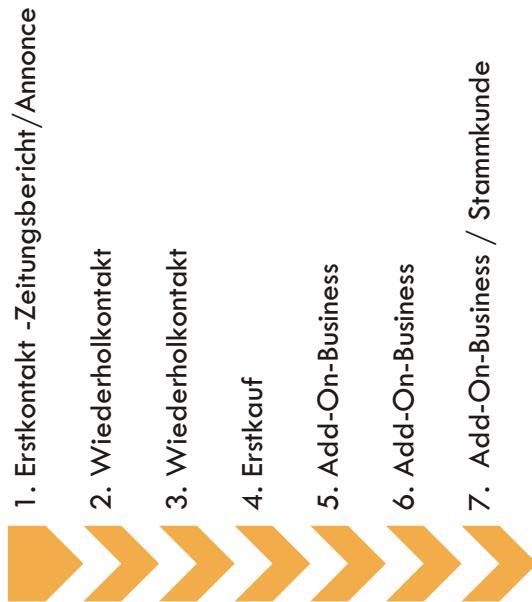 1. Erstkontakt -Zeitungsbericht/Annonce
2. Wiederholkontakt
3. Wiederholkontakt
4. Erstkauf
5. Add-On-Business
6. Add-On-Business
7. Add-On-Business / Stammkunde